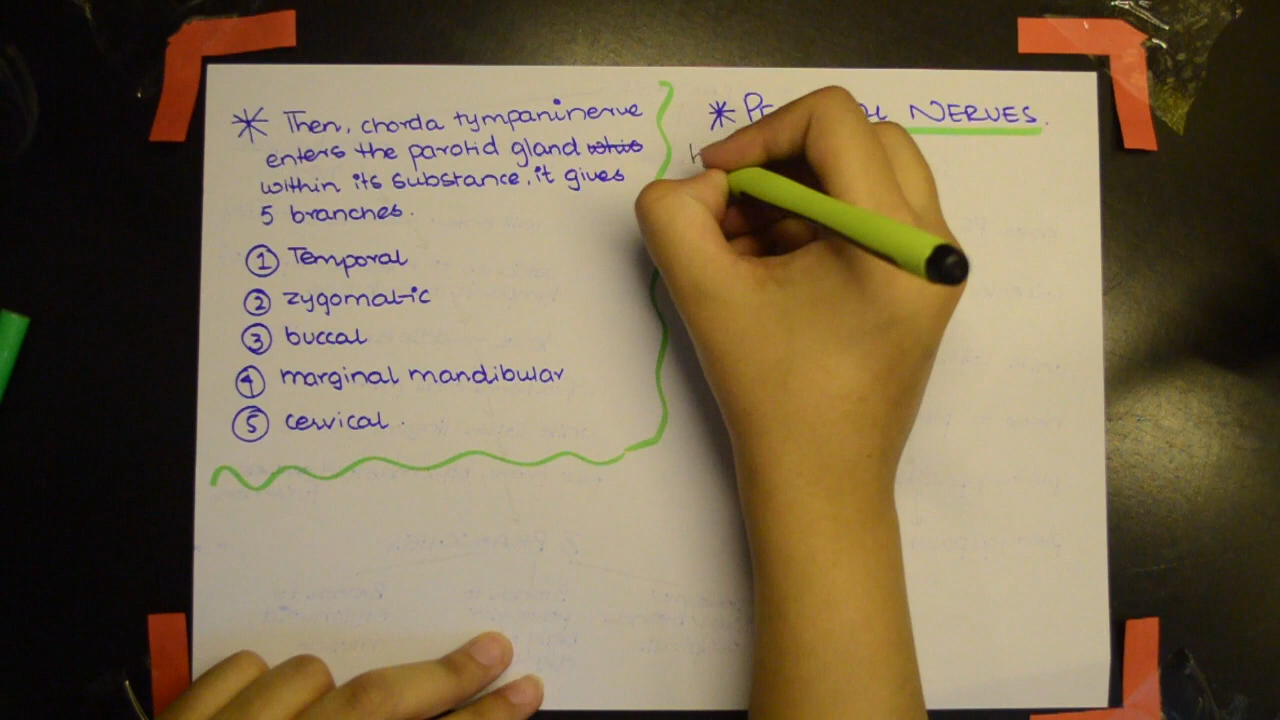 * Then, chorda tympani nerve
enters the parotid gland whic
within its substance, it gives
5 branches.
① Temporal
② zygomatic
③ buccal
④ marginal mandibular
⑤ cervical.
* NERVES.